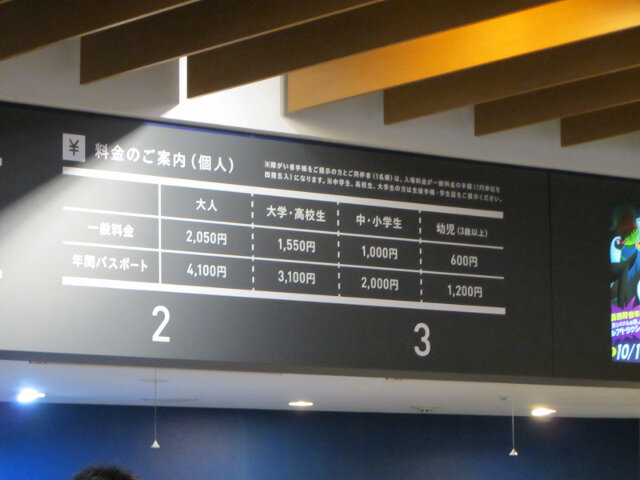 ¥ 料金のご案内(個人)
※障がい者手帳をご提示の方とご同伴者(1名様)は、入場料金が一般料金の半額(1円単位を
四捨五入)になります。※中学生、高校生、大学生の方は生徒手帳・学生証をご提示ください。
大人 大学・高校生 中・小学生 幼児(3歳以上)
一般料金 2,050円 1,550円 1,000円 600円
年間パスポート 4,100円 3,100円 2,000円 1,200円
2 3
10/1